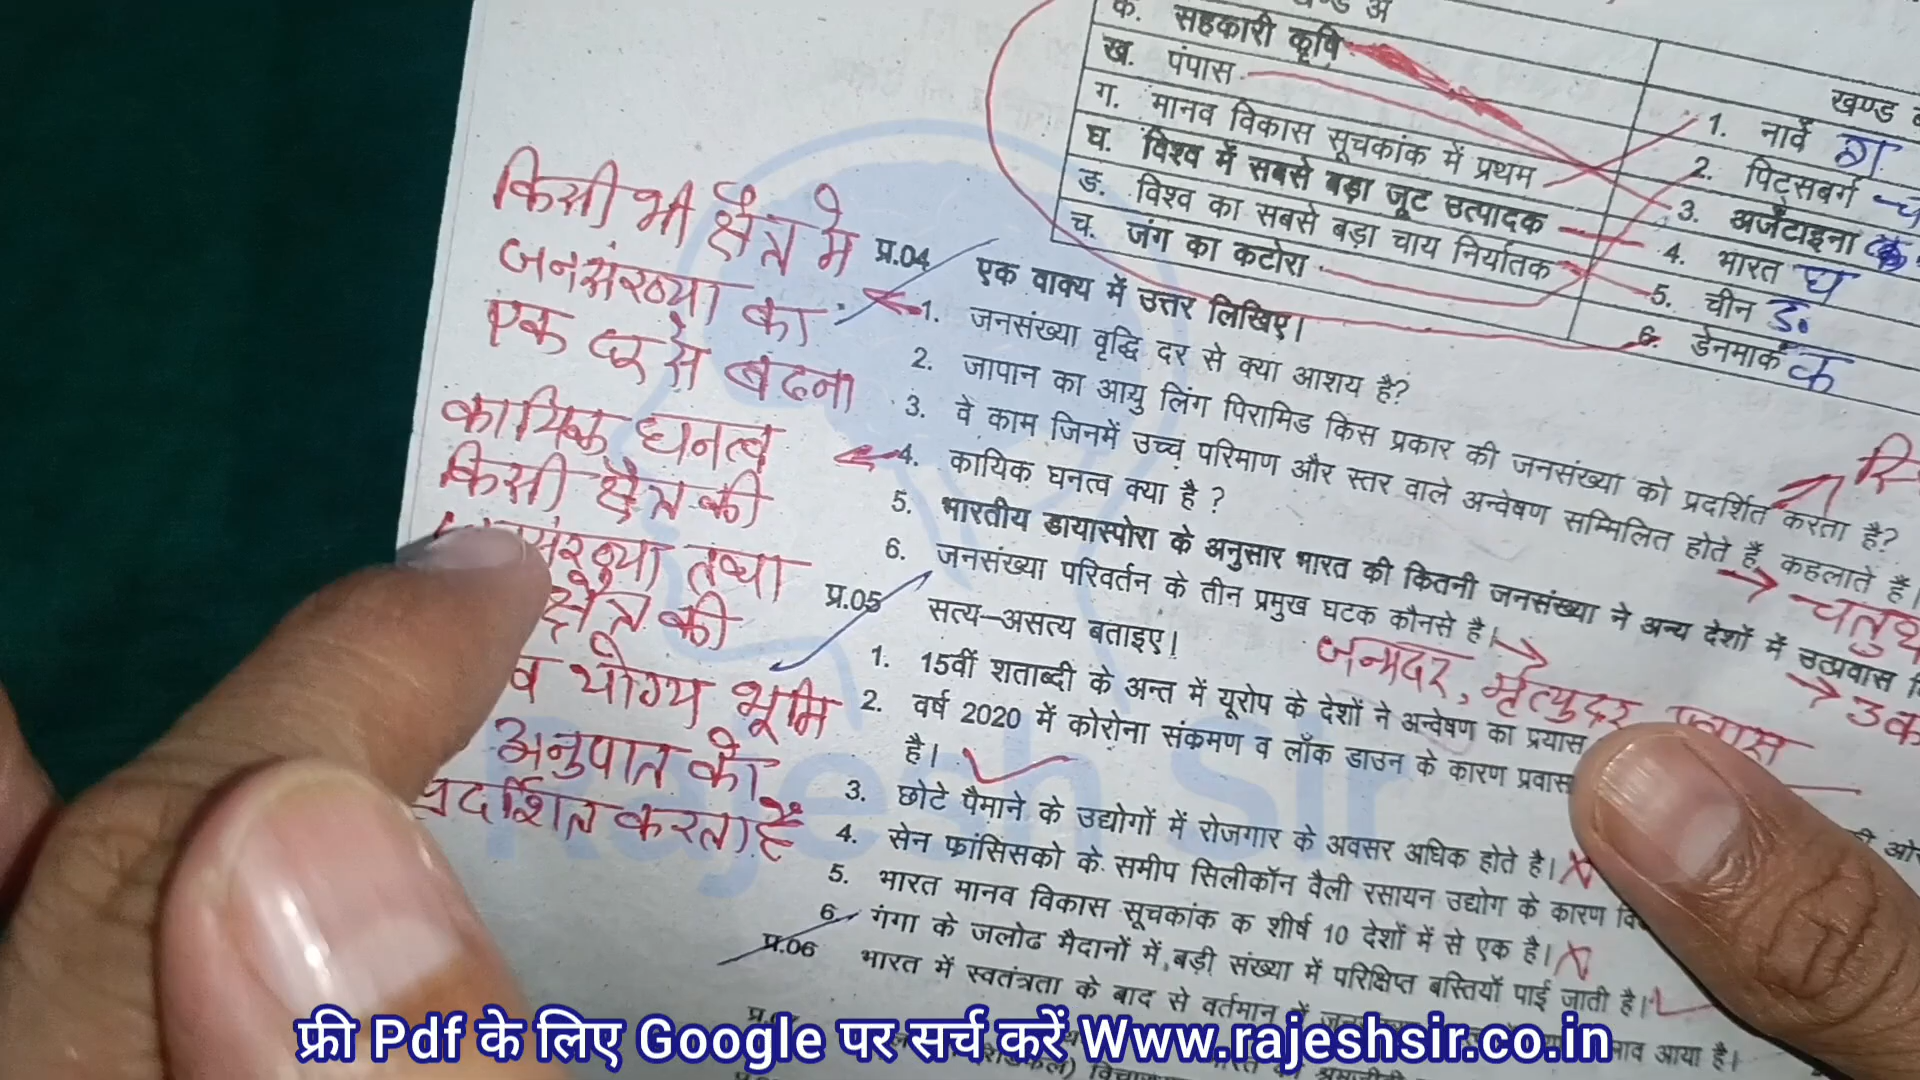 खण्ड अ
क. सहकारी कृषि
ख. पंपास
ग. मानव विकास सूचकांक में प्रथम
घ. विश्व में सबसे बड़ा जूट उत्पादक
ङ. विश्व का सबसे बड़ा चाय निर्यातक
च. जंग का कटोरा
खण्ड
1. नार्वे ग
2. पिट्सबर्ग च
3. अर्जेंटाइना
4. भारत घ
5. चीन ङ
6. डेनमार्क क
किसी भी क्षेत्र मे
जनसंख्या का
एक दर से बढना
कायिक घनत्व
किसी क्षेत्र की
तथा
क्षेत्र की
योग्य भूमि
अनुपात को
प्रदर्शित करता है
प्र.04 एक वाक्य में उत्तर लिखिए।
1. जनसंख्या वृद्धि दर से क्या आशय है?
2. जापान का आयु लिंग पिरामिड किस प्रकार की जनसंख्या को प्रदर्शित करता है?
3. वे काम जिनमें उच्च परिमाण और स्तर वाले अन्वेषण सम्मिलित होते हैं, कहलाते हैं।
4. कायिक घनत्व क्या है ?
5. भारतीय डायास्पोरा के अनुसार भारत की कितनी जनसंख्या ने अन्य देशों में उत्प्रवास
6. जनसंख्या परिवर्तन के तीन प्रमुख घटक कौनसे है।
जन्मदर, मृत्युदर
प्र.05 सत्य–असत्य बताइए।
1. 15वीं शताब्दी के अन्त में यूरोप के देशों ने अन्वेषण का प्रयास
2. वर्ष 2020 में कोरोना संक्रमण व लॉक डाउन के कारण प्रवास
है।
3. छोटे पैमाने के उद्योगों में रोजगार के अवसर अधिक होते है।
4. सेन फ्रांसिसको के समीप सिलीकॉन वैली रसायन उद्योग के कारण
5. भारत मानव विकास सूचकांक क शीर्ष 10 देशों में से एक है।
6. गंगा के जलोढ मैदानों में बड़ी संख्या में परिक्षिप्त बस्तियाँ पाई जाती है।
प्र.06 भारत में स्वतंत्रता के बाद से वर्तमान में आया है।
Rajesh Sir
फ्री Pdf के लिए Google पर सर्च करें Www.rajeshsir.co.in